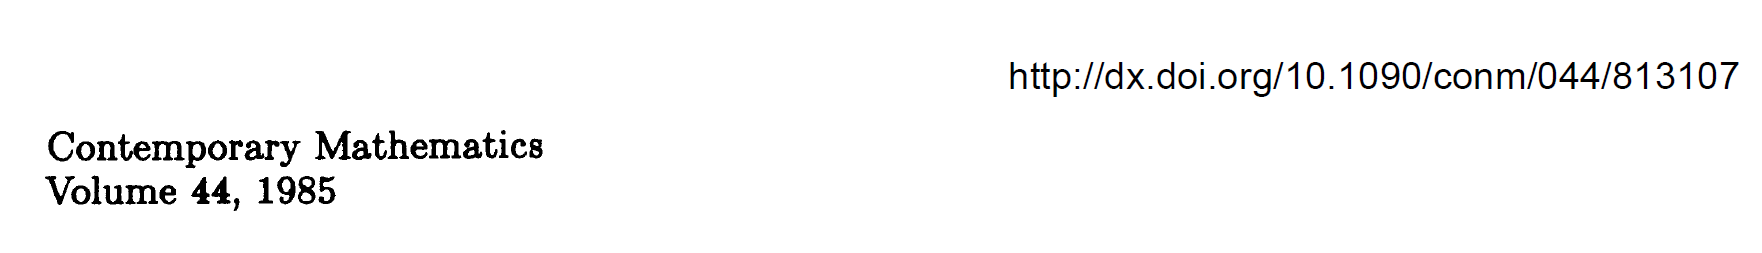 http://dx.doi.org/10.1090/conm/044/813107
Contemporary Mathematics
Volume 44, 1985